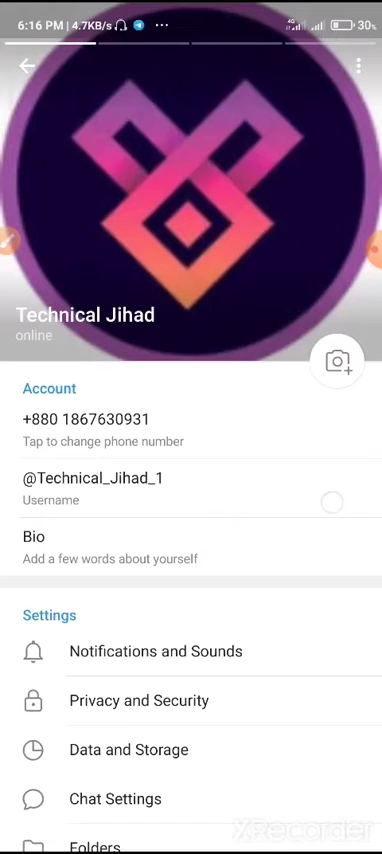 6:16 PM | 4.7KB/s ... 4G 30%
Technical Jihad
online
Account
+880 1867630931
Tap to change phone number
@Technical_Jihad_1
Username
Bio
Add a few words about yourself
Settings
Notifications and Sounds
Privacy and Security
Data and Storage
Chat Settings
Folders
XRecorder